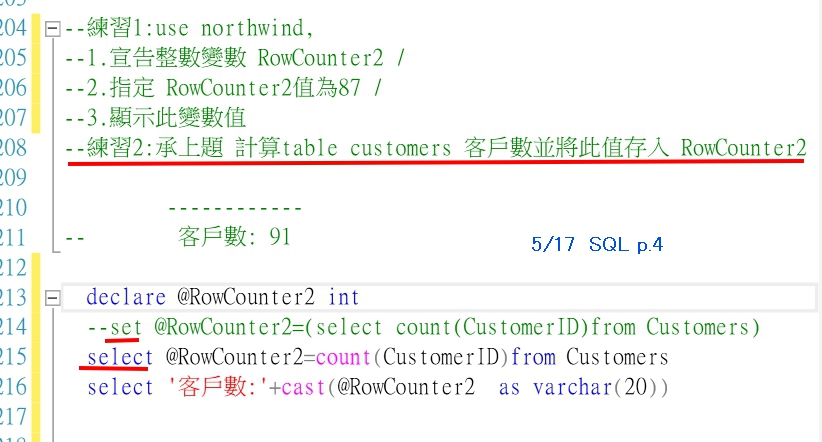 204 --練習1:use northwind,
205 --1.宣告整數變數 RowCounter2 /
206 --2.指定 RowCounter2值為87 /
207 --3.顯示此變數值
208 --練習2:承上題 計算table customers 客戶數並將此值存入 RowCounter2
209
210 ------------
211 -- 客戶數: 91
5/17 SQL p.4
212
213 declare @RowCounter2 int
214 --set @RowCounter2=(select count(CustomerID)from Customers)
215 select @RowCounter2=count(CustomerID)from Customers
216 select '客戶數:'+cast(@RowCounter2 as varchar(20))
217